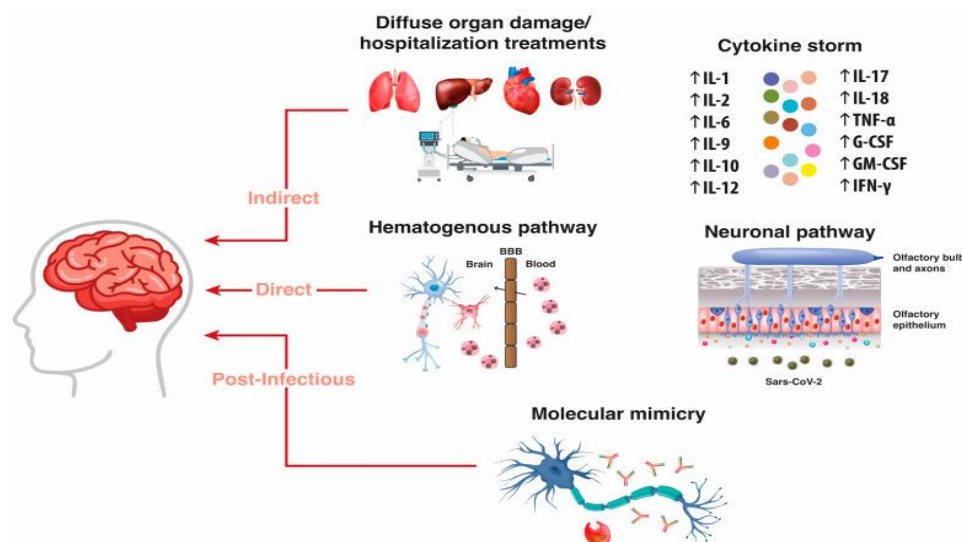 Diffuse organ damage/
hospitalization treatments
Cytokine storm
↑IL-1
↑IL-2
↑IL-6
↑IL-9
↑IL-10
↑IL-12
↑IL-17
↑IL-18
↑TNF-α
↑G-CSF
↑GM-CSF
↑IFN-γ
Indirect
Hematogenous pathway
BBB
Brain
Blood
Neuronal pathway
Olfactory bulb
and axons
Olfactory
epithelium
Sars-CoV-2
Direct
Post-Infectious
Molecular mimicry